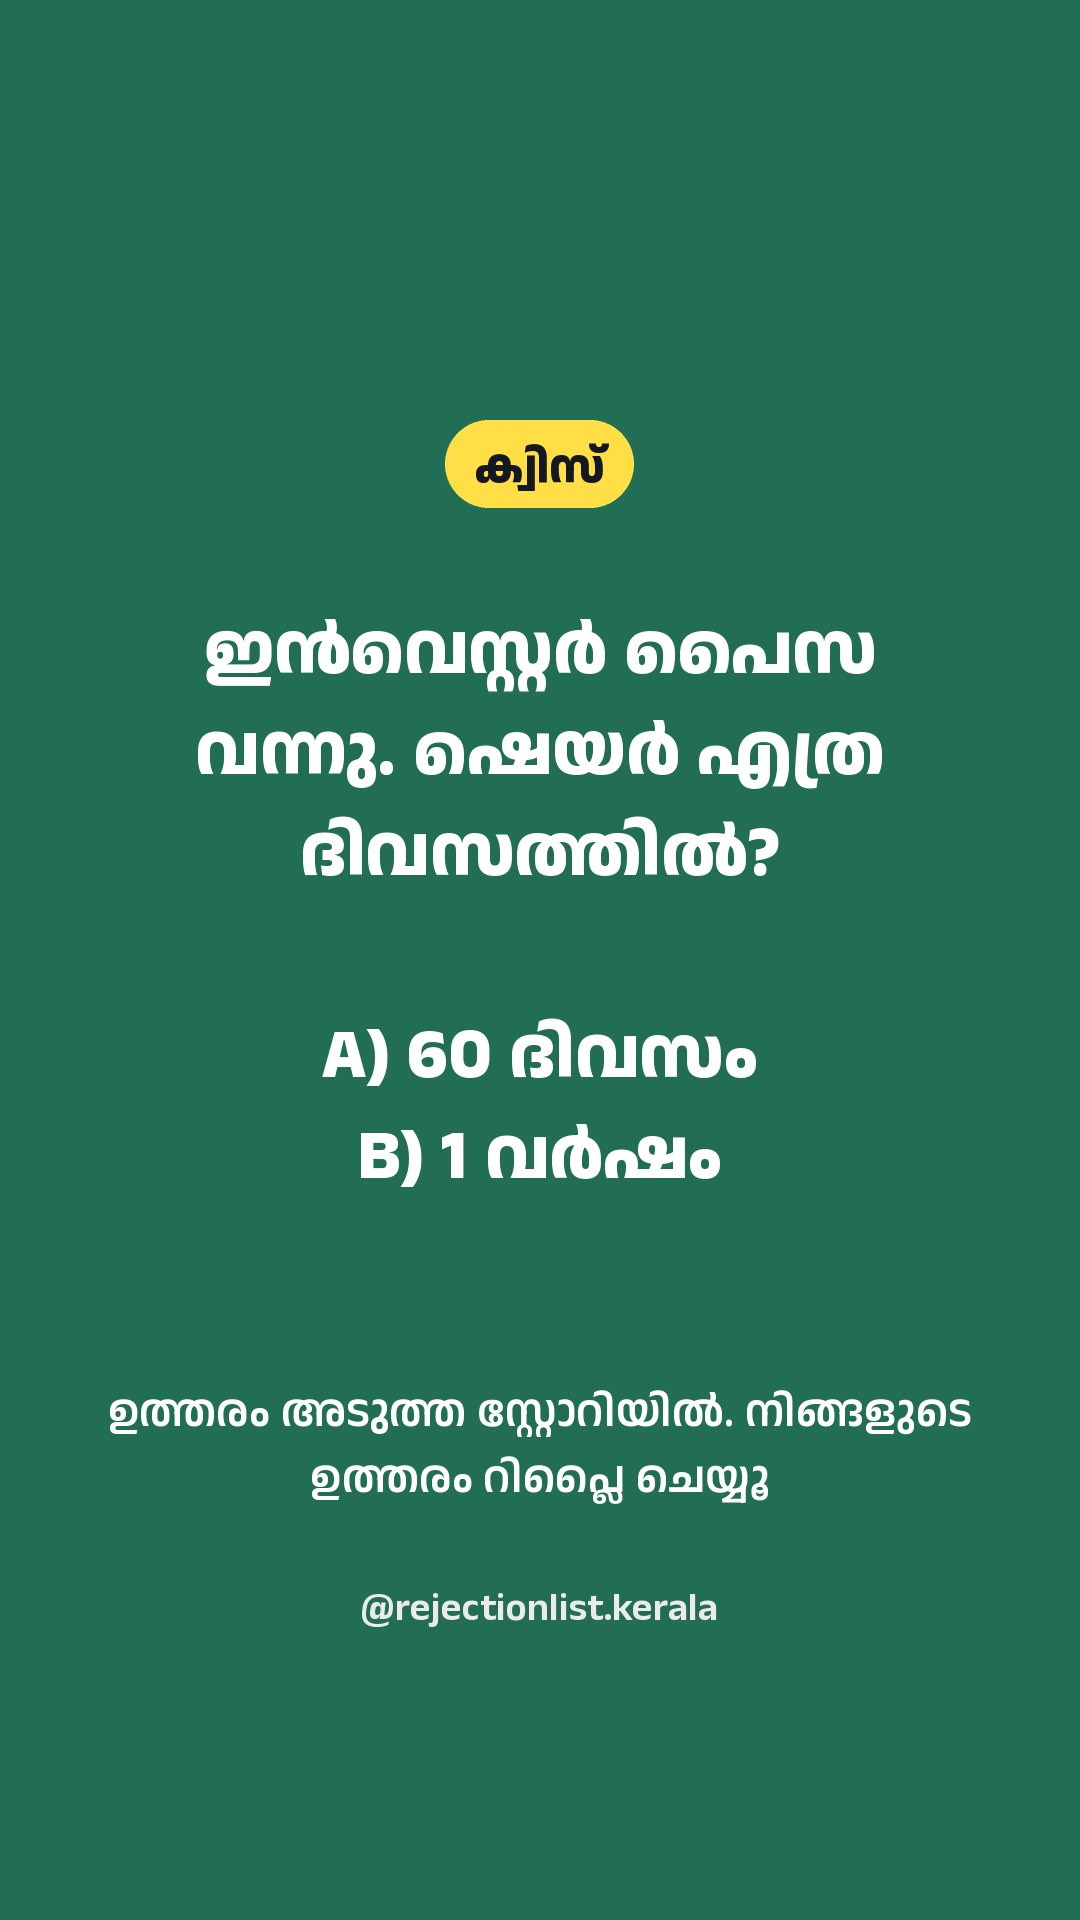 ക്വിസ്
ഇൻവെസ്റ്റർ പൈസ
വന്നു. ഷെയർ എത്ര
ദിവസത്തിൽ?
A) 60 ദിവസം
B) 1 വർഷം
ഉത്തരം അടുത്ത സ്റ്റോറിയിൽ. നിങ്ങളുടെ
ഉത്തരം റിപ്ലൈ ചെയ്യൂ
@rejectionlist.kerala